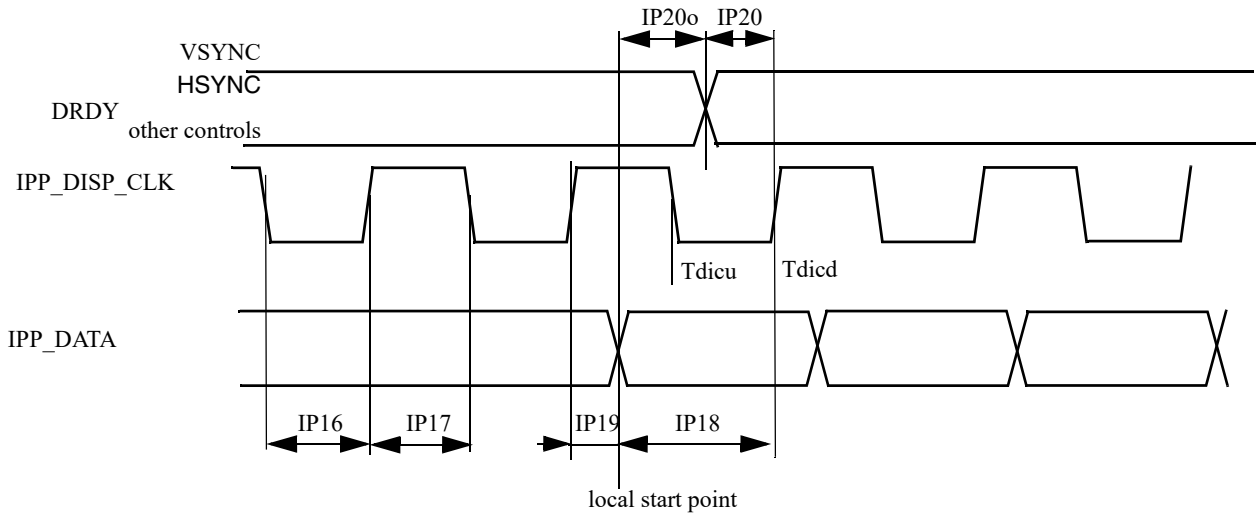 IP20o IP20
VSYNC
HSYNC
DRDY
other controls
IPP_DISP_CLK
Tdicu Tdicd
IPP_DATA
IP16 IP17 IP19 IP18
local start point